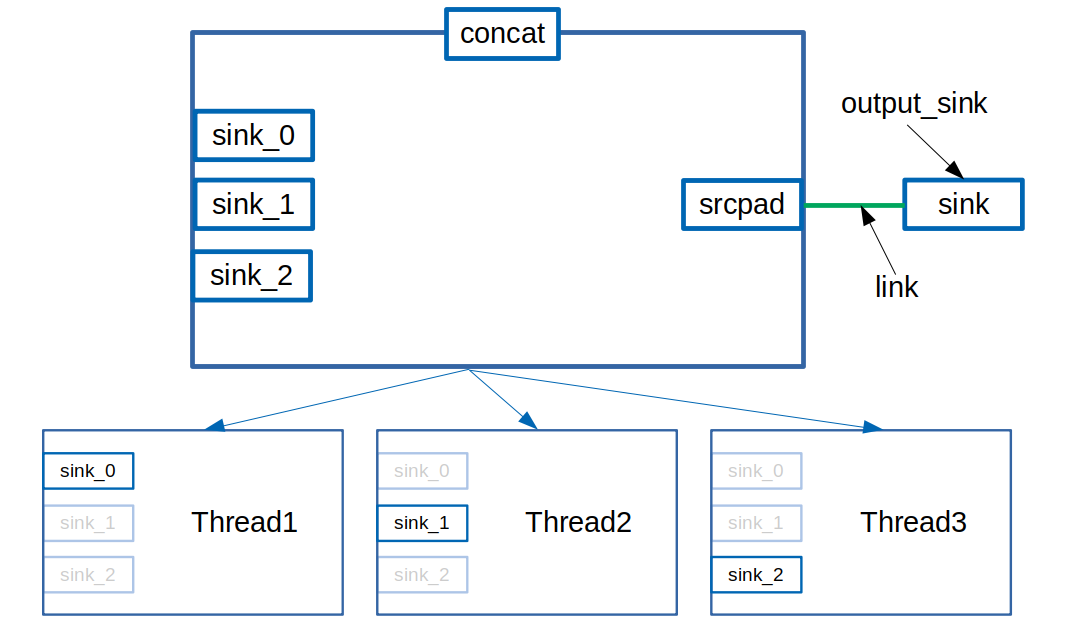 concat
output_sink
sink_0
sink_1
srcpad
sink
sink_2
link
sink_0
sink_1
Thread1
sink_2
sink_0
sink_1
Thread2
sink_2
sink_0
sink_1
Thread3
sink_2